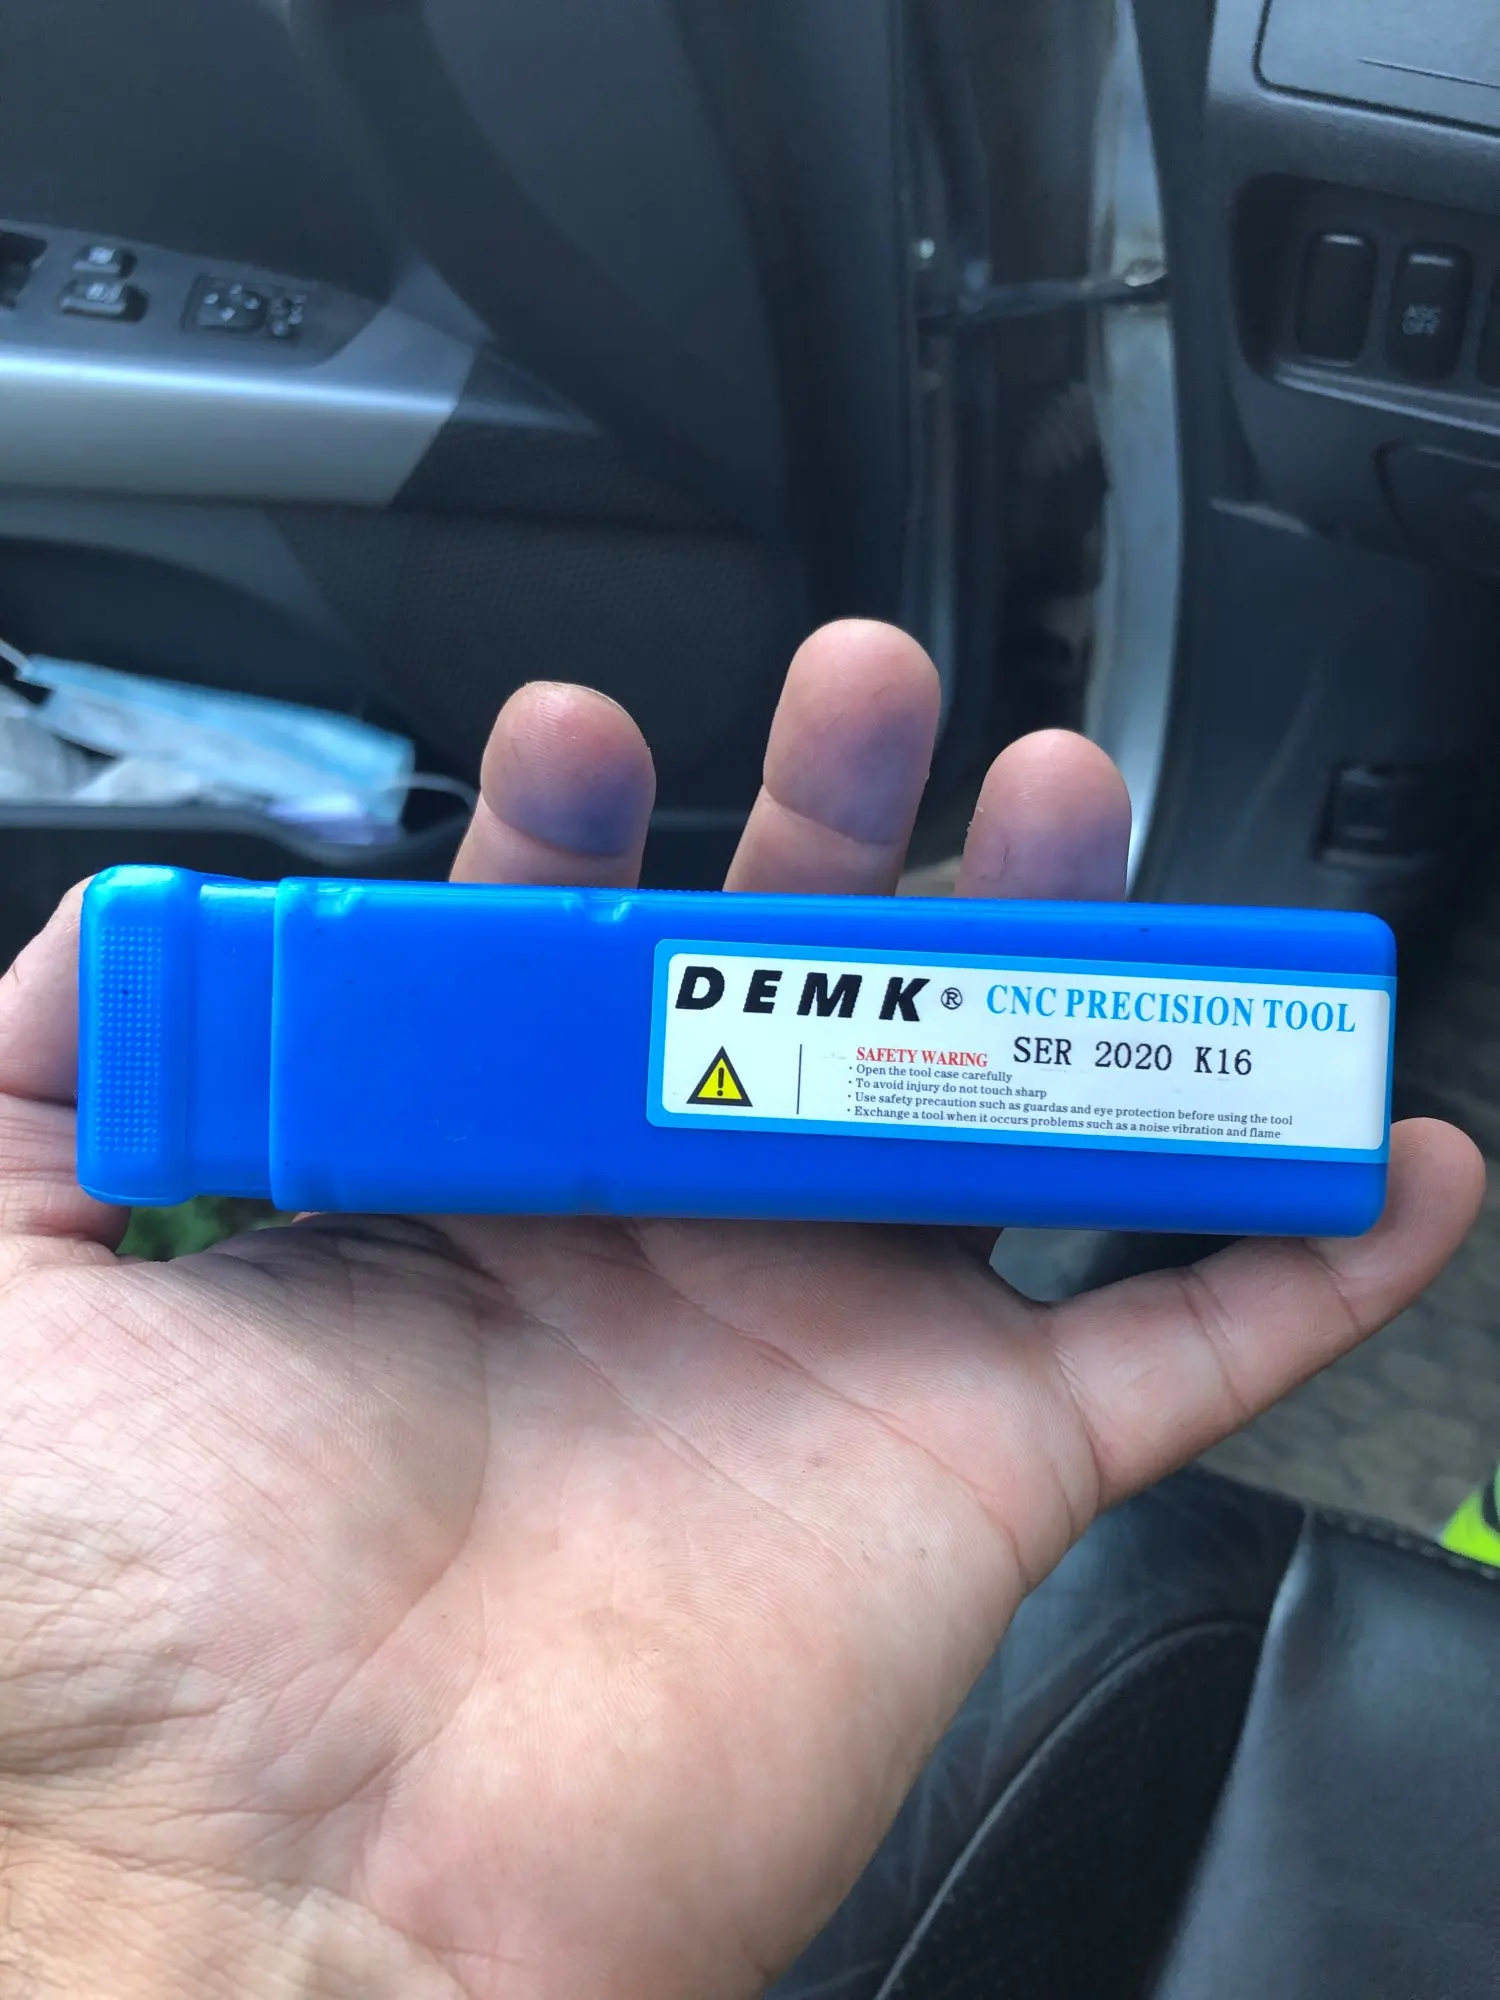 DEMK® CNC PRECISION TOOL
SER 2020 K16
SAFETY WARING
· Open the tool case carefully
· To avoid injury do not touch sharp
· Use safety precaution such as guardas and eye protection before using the tool
· Exchange a tool when it occurs problems such as a noise vibration and flame